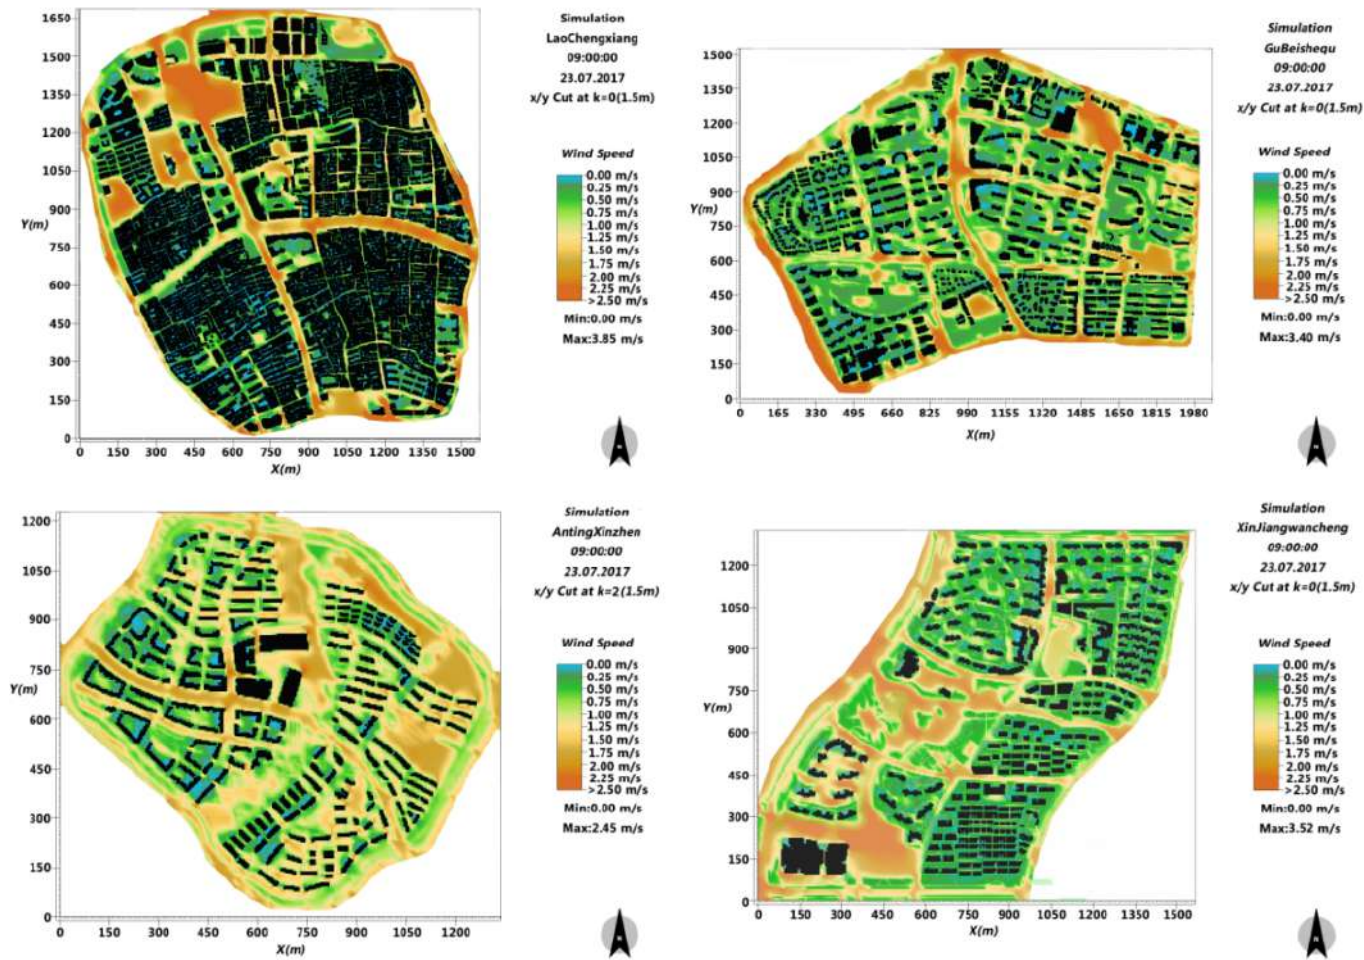 Simulation
LaoChengxiang
09:00:00
23.07.2017
x/y Cut at k=0(1.5m)
Wind Speed
0.00 m/s
0.25 m/s
0.50 m/s
0.75 m/s
1.00 m/s
1.25 m/s
1.50 m/s
1.75 m/s
2.00 m/s
2.25 m/s
>2.50 m/s
Min:0.00 m/s
Max:3.85 m/s
1650
1500
1350
1200
1050
900
Y(m)
750
600
450
300
150
0
0 150 300 450 600 750 900 1050 1200 1350 1500
X(m)
Simulation
GuBeishequ
09:00:00
23.07.2017
x/y Cut at k=0(1.5m)
Wind Speed
0.00 m/s
0.25 m/s
0.50 m/s
0.75 m/s
1.00 m/s
1.25 m/s
1.50 m/s
1.75 m/s
2.00 m/s
2.25 m/s
>2.50 m/s
Min:0.00 m/s
Max:3.40 m/s
1500
1350
1200
1050
900
Y(m)
750
600
450
300
150
0
0 165 330 495 660 825 990 1155 1320 1485 1650 1815 1980
X(m)
Simulation
AntingXinzhen
09:00:00
23.07.2017
x/y Cut at k=2(1.5m)
Wind Speed
0.00 m/s
0.25 m/s
0.50 m/s
0.75 m/s
1.00 m/s
1.25 m/s
1.50 m/s
1.75 m/s
2.00 m/s
2.25 m/s
>2.50 m/s
Min:0.00 m/s
Max:2.45 m/s
1200
1050
900
750
Y(m)
600
450
300
150
0
0 150 300 450 600 750 900 1050 1200
X(m)
Simulation
XinJiangwancheng
09:00:00
23.07.2017
x/y Cut at k=0(1.5m)
Wind Speed
0.00 m/s
0.25 m/s
0.50 m/s
0.75 m/s
1.00 m/s
1.25 m/s
1.50 m/s
1.75 m/s
2.00 m/s
2.25 m/s
>2.50 m/s
Min:0.00 m/s
Max:3.52 m/s
1200
1050
900
750
Y(m)
600
450
300
150
0
0 150 300 450 600 750 900 1050 1200 1350 1500
X(m)